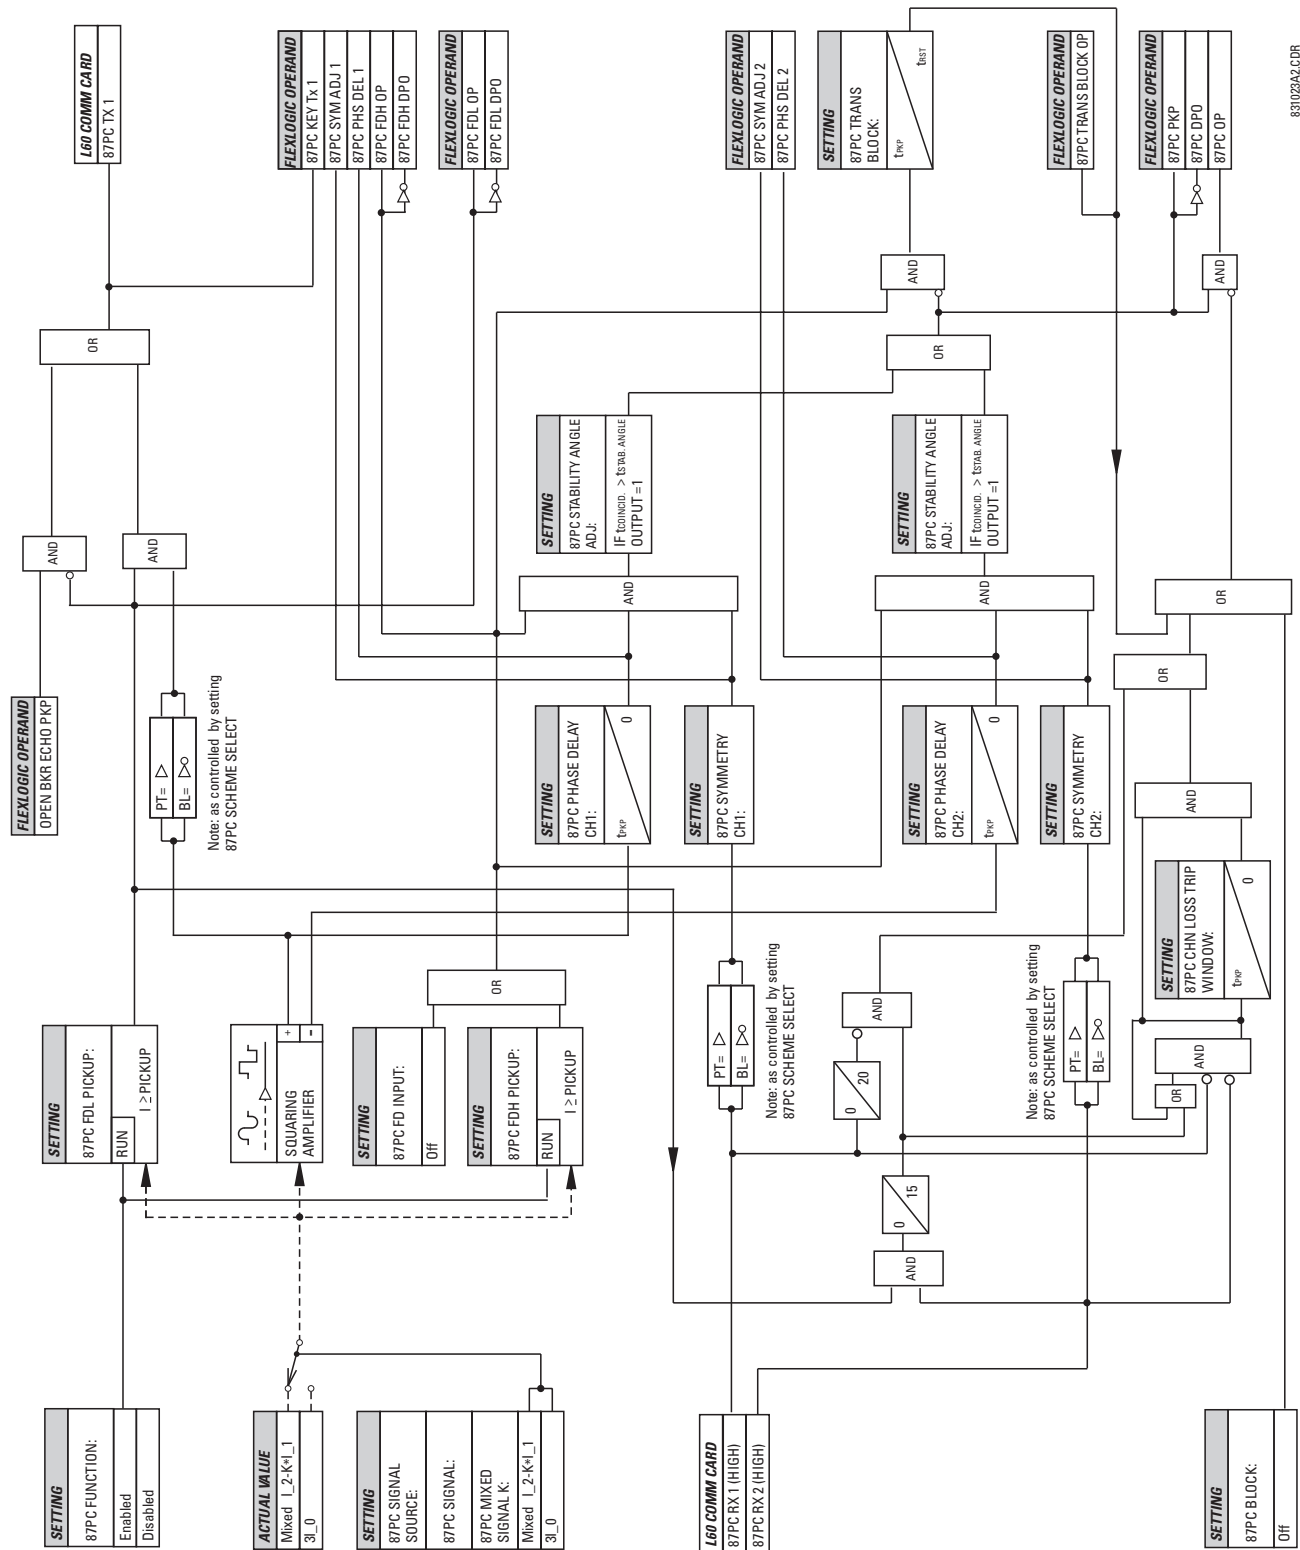 SETTING
87PC FUNCTION:
Enabled
Disabled
ACTUAL VALUE
Mixed I_2-K*I_1
3I_0
SETTING
87PC SIGNAL
SOURCE:
87PC SIGNAL:
87PC MIXED
SIGNAL K:
Mixed I_2-K*I_1
3I_0
L60 COMM CARD
87PC RX 1 (HIGH)
87PC RX 2 (HIGH)
SETTING
87PC BLOCK:
Off
SETTING
87PC FDL PICKUP:
RUN
I ≥ PICKUP
SQUARING
AMPLIFIER
+
-
SETTING
87PC FD INPUT:
Off
SETTING
87PC FDH PICKUP:
RUN
I ≥ PICKUP
OR
AND
0
15
0
20
AND
PT=
BL=
Note: as controlled by setting
87PC SCHEME SELECT
PT=
BL=
Note: as controlled by setting
87PC SCHEME SELECT
OR
AND
SETTING
87PC CHN LOSS TRIP
WINDOW:
tPKP
0
AND
FLEXLOGIC OPERAND
OPEN BKR ECHO PKP
PT=
BL=
Note: as controlled by setting
87PC SCHEME SELECT
SETTING
87PC PHASE DELAY
CH1:
tPKP
0
SETTING
87PC SYMMETRY
CH1:
SETTING
87PC PHASE DELAY
CH2:
tPKP
0
SETTING
87PC SYMMETRY
CH2:
OR
OR
AND
AND
AND
AND
SETTING
87PC STABILITY ANGLE
ADJ:
IF tCOINCID. > tSTAB. ANGLE
OUTPUT =1
SETTING
87PC STABILITY ANGLE
ADJ:
IF tCOINCID. > tSTAB. ANGLE
OUTPUT =1
OR
OR
AND
AND
L60 COMM CARD
87PC TX 1
FLEXLOGIC OPERAND
87PC KEY Tx 1
87PC SYM ADJ 1
87PC PHS DEL 1
87PC FDH OP
87PC FDH DPO
FLEXLOGIC OPERAND
87PC FDL OP
87PC FDL DPO
FLEXLOGIC OPERAND
87PC SYM ADJ 2
87PC PHS DEL 2
SETTING
87PC TRANS
BLOCK:
tPKP
tRST
FLEXLOGIC OPERAND
87PC TRANS BLOCK OP
FLEXLOGIC OPERAND
87PC PKP
87PC DPO
87PC OP
831023A2.CDR